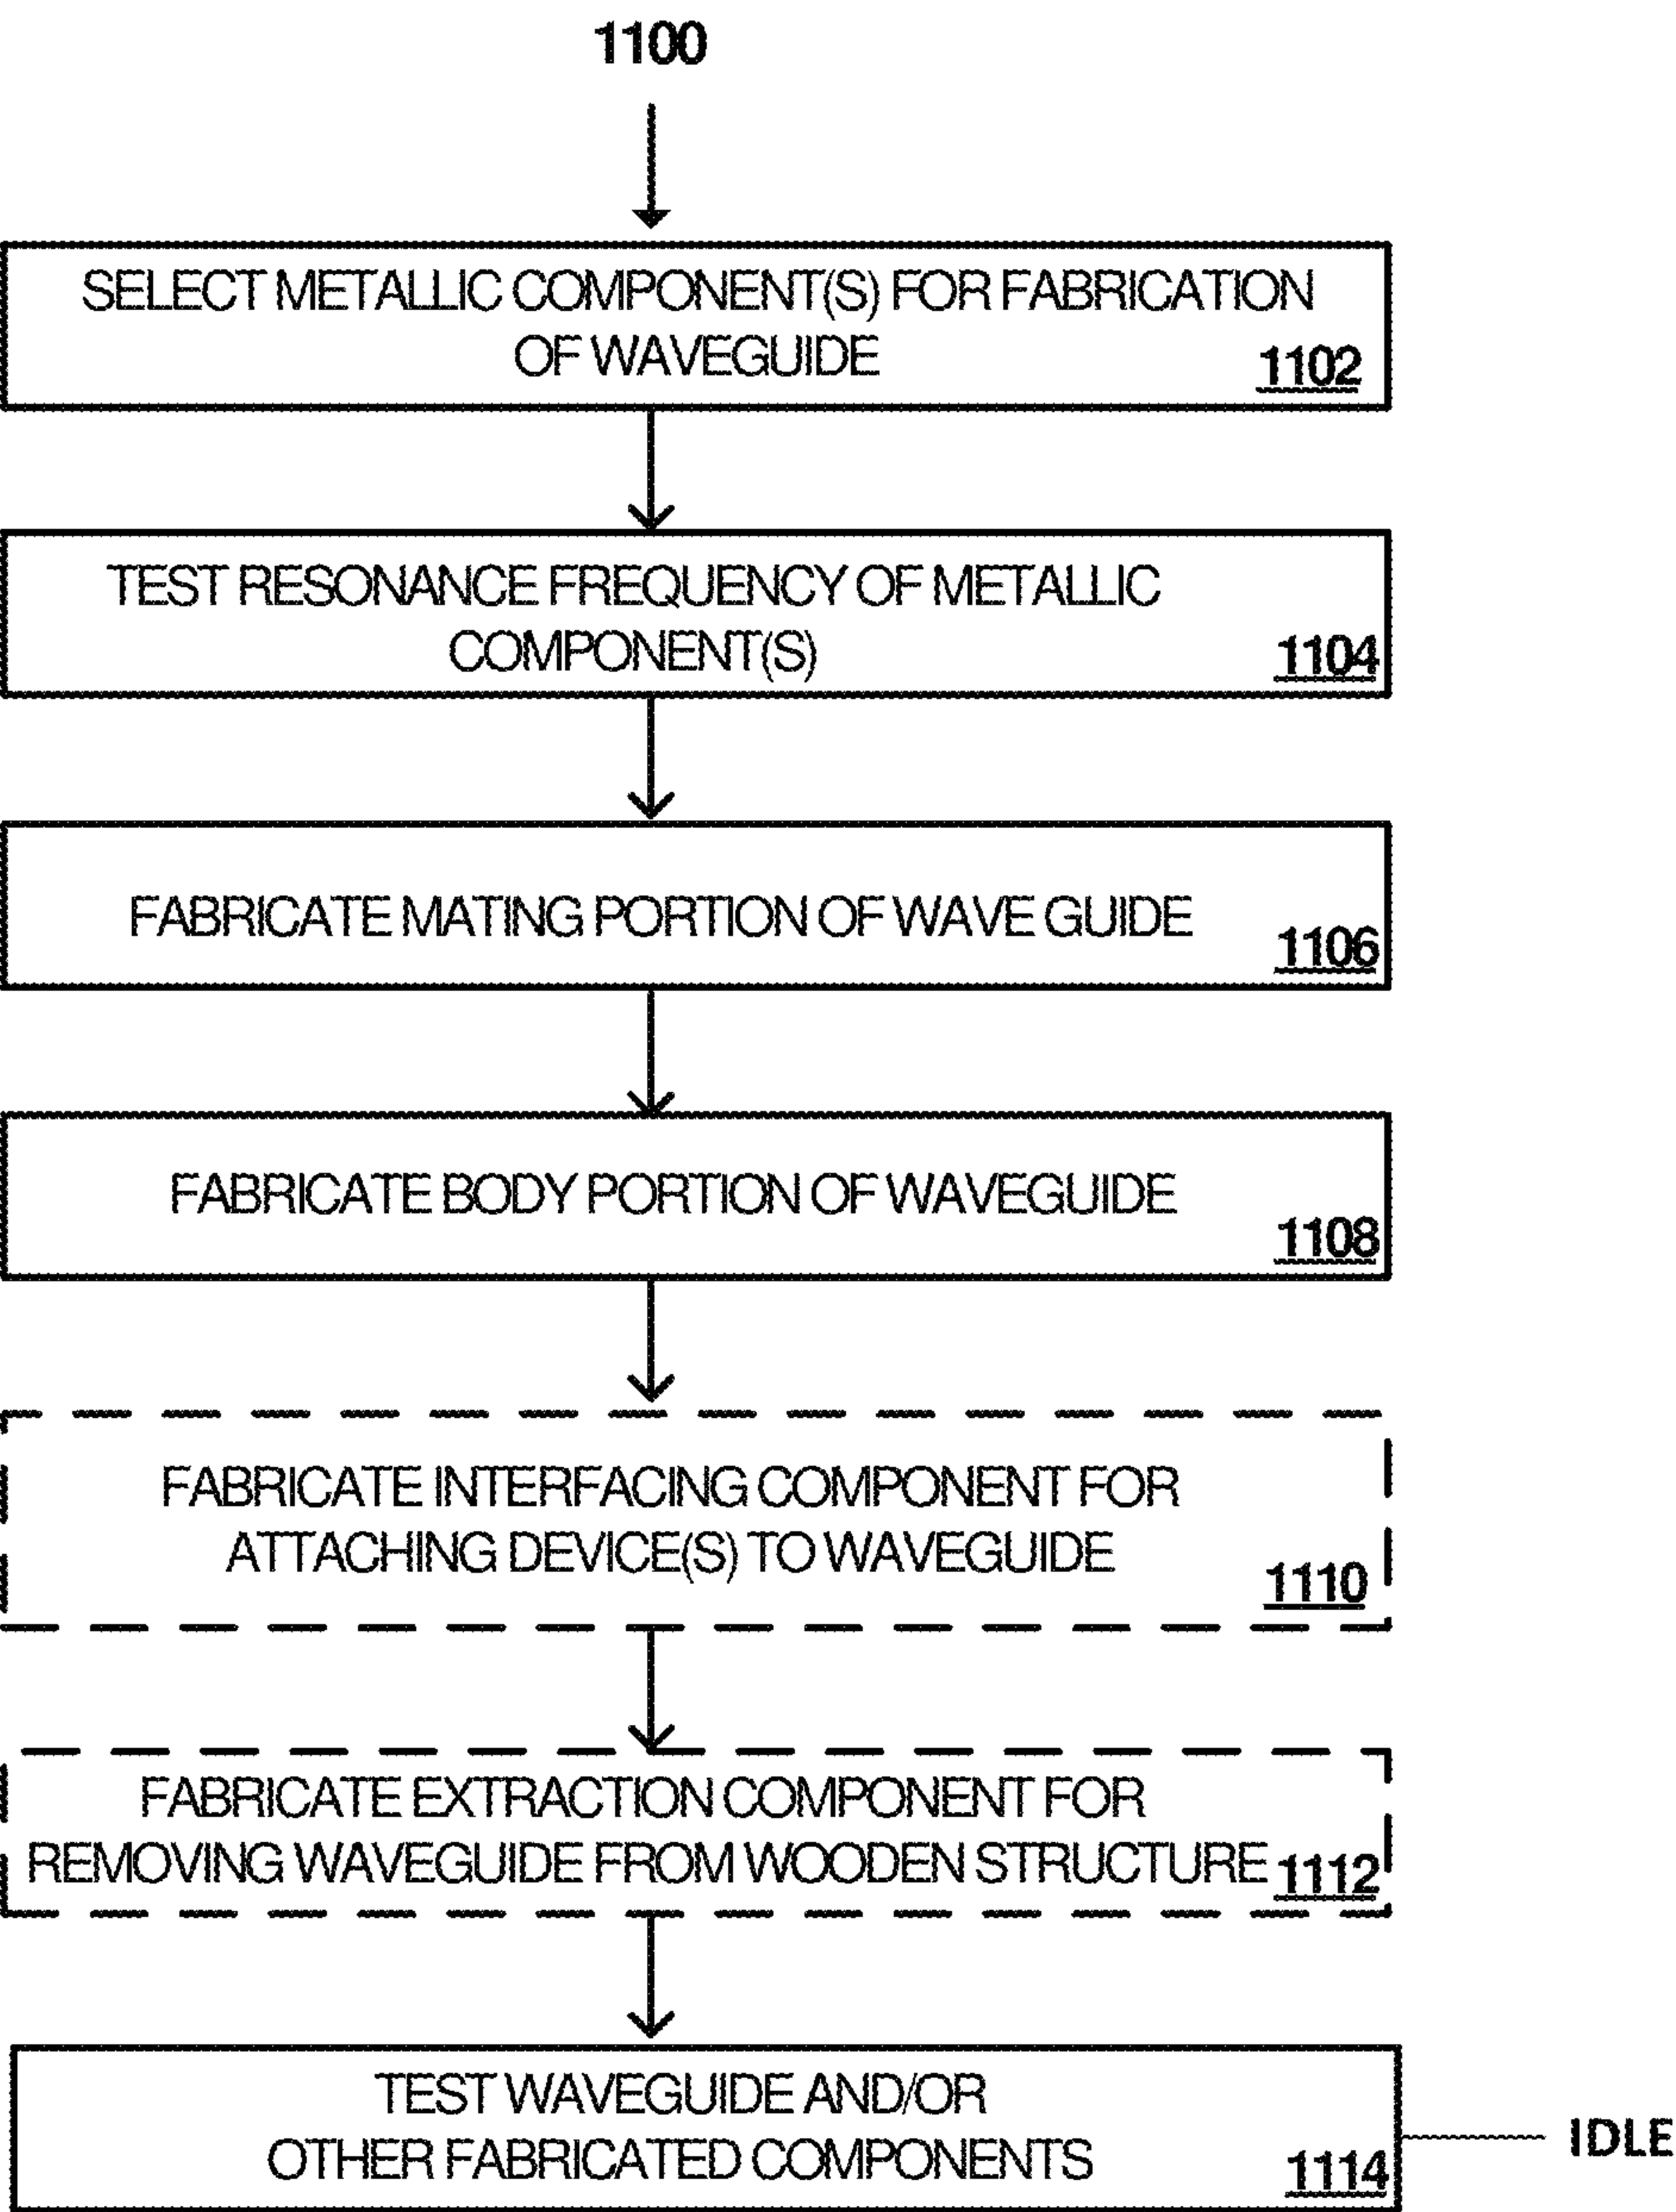 1100
SELECT METALLIC COMPONENT(S) FOR FABRICATION
OF WAVEGUIDE
1102
TEST RESONANCE FREQUENCY OF METALLIC
COMPONENT(S)
1104
FABRICATE MATING PORTION OF WAVE GUIDE
1106
FABRICATE BODY PORTION OF WAVEGUIDE
1108
FABRICATE INTERFACING COMPONENT FOR
ATTACHING DEVICE(S) TO WAVEGUIDE
1110
FABRICATE EXTRACTION COMPONENT FOR
REMOVING WAVEGUIDE FROM WOODEN STRUCTURE 1112
TEST WAVEGUIDE AND/OR
OTHER FABRICATED COMPONENTS
1114
IDLE